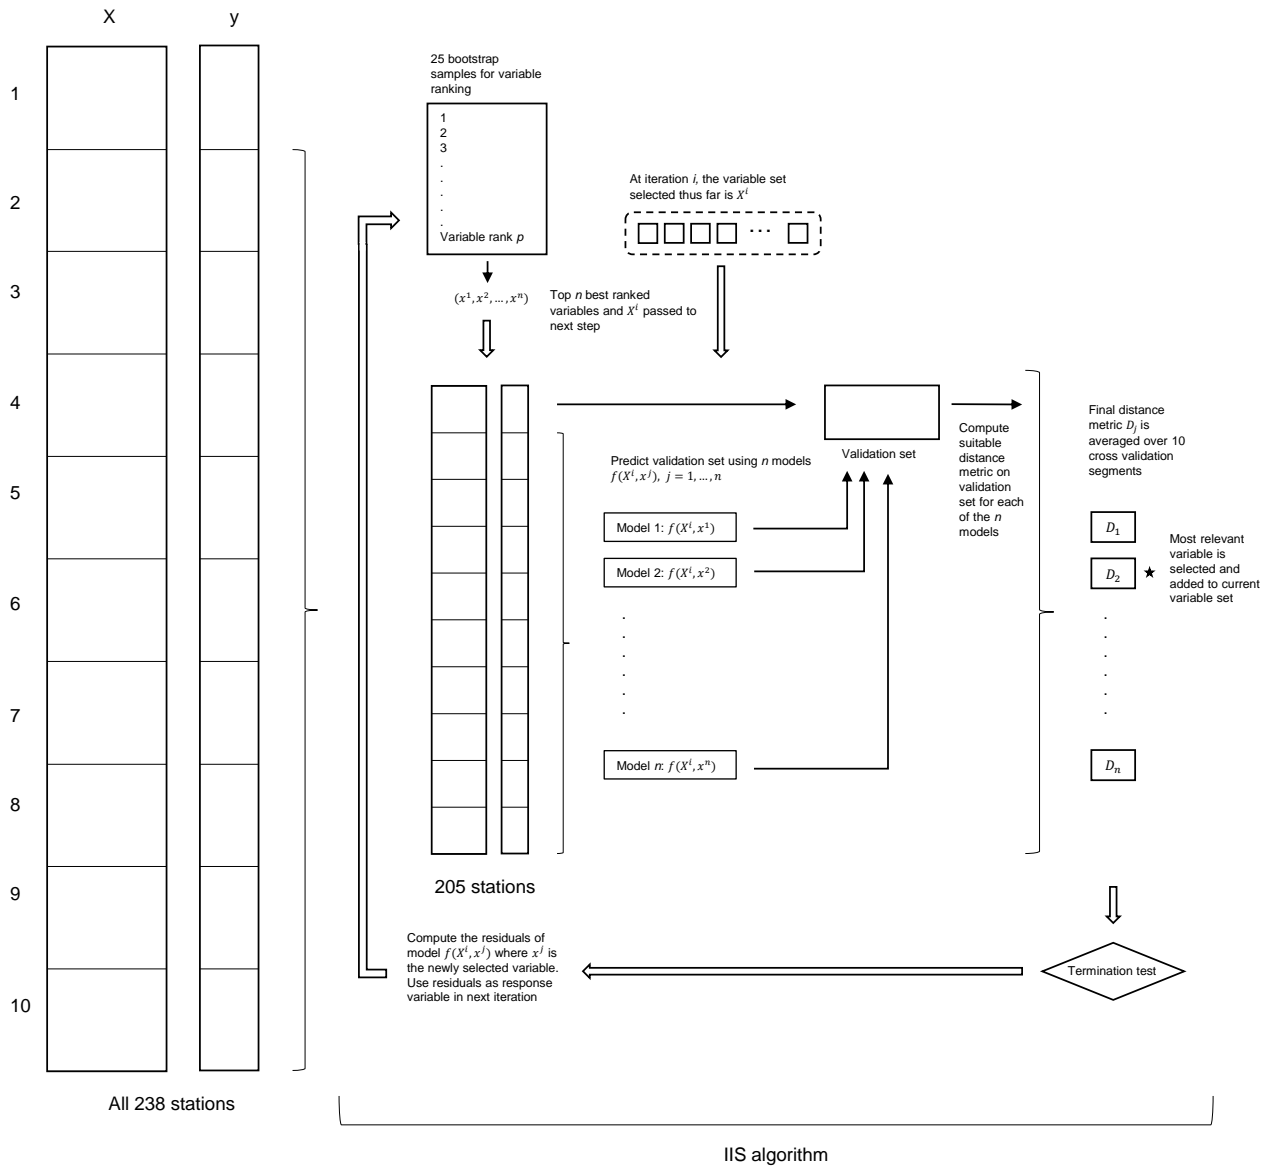 X
y
1
2
3
4
5
6
7
8
9
10
All 238 stations
25 bootstrap
samples for variable
ranking
1
2
3
.
.
.
.
.
Variable rank p
(x¹, x², ..., xⁿ)
Top n best ranked
variables and Xⁱ passed to
next step
At iteration i, the variable set
selected thus far is Xⁱ
...
205 stations
Predict validation set using n models
f(Xⁱ, xʲ), j = 1, ..., n
Model 1: f(Xⁱ, x¹)
Model 2: f(Xⁱ, x²)
.
.
.
.
.
.
Model n: f(Xⁱ, xⁿ)
Validation set
Compute
suitable
distance
metric on
validation
set for each
of the n
models
Final distance
metric Dⱼ is
averaged over 10
cross validation
segments
D₁
D₂
★
Most relevant
variable is
selected and
added to current
variable set
.
.
.
.
.
.
Dₙ
Termination test
Compute the residuals of
model f(Xⁱ, xʲ) where xʲ is
the newly selected variable.
Use residuals as response
variable in next iteration
IIS algorithm